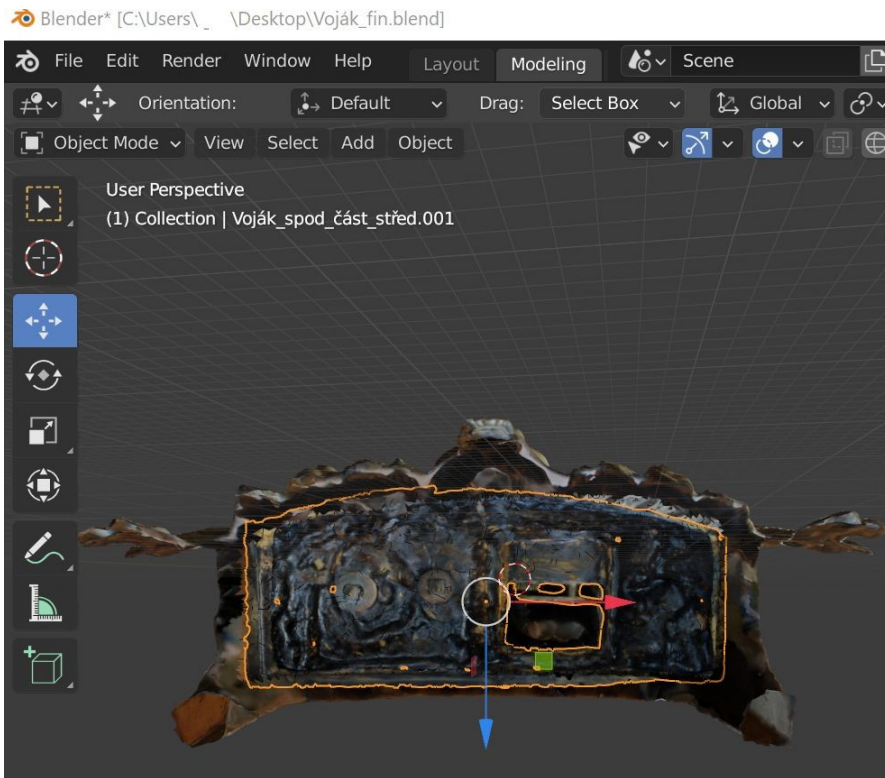 Blender* [C:\Users\ _ \Desktop\Voják_fin.blend]
File Edit Render Window Help Layout Modeling Scene
Orientation: Default Drag: Select Box Global
Object Mode View Select Add Object
User Perspective
(1) Collection | Voják_spod_část_střed.001